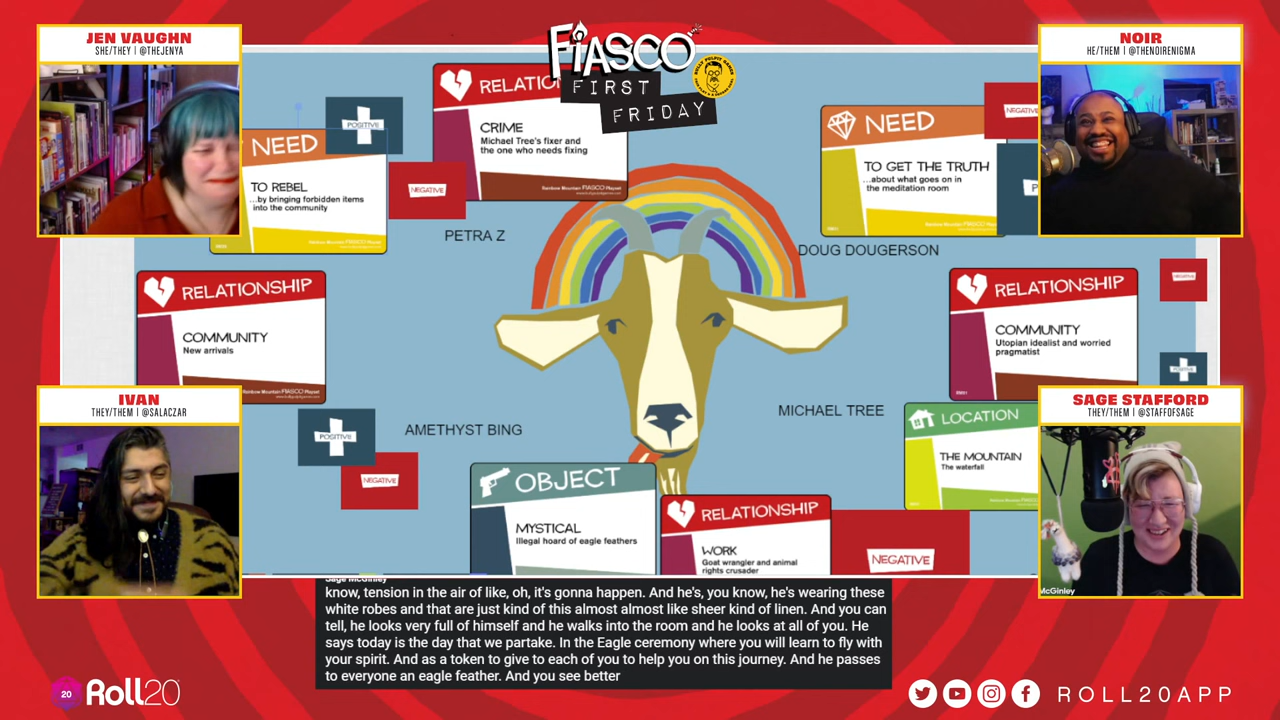 JEN VAUGHN
SHE/THEY | @THEJENYA
FIASCO
FIRST
FRIDAY
NOIR
HE/THEM | @THENOIRENIGMA
NEED
TO REBEL
...by bringing forbidden items
into the community
POSITIVE
NEGATIVE
CRIME
Michael Tree's fixer and
the one who needs fixing
Rainbow Mountain FIASCO Playset
NEED
TO GET THE TRUTH
...about what goes on in
the meditation room
Rainbow Mountain FIASCO Playset
NEGATIVE
P
PETRA Z
DOUG DOUGERSON
RELATIONSHIP
COMMUNITY
New arrivals
Rainbow Mountain FIASCO Playset
RELATIONSHIP
COMMUNITY
Utopian idealist and worried
pragmatist
NEGATIVE
IVAN
THEY/THEM | @SALACZAR
POSITIVE
NEGATIVE
AMETHYST BING
MICHAEL TREE
LOCATION
THE MOUNTAIN
The waterfall
SAGE STAFFORD
THEY/THEM | @STAFFOFSAGE
McGinley
OBJECT
MYSTICAL
Illegal hoard of eagle feathers
RELATIONSHIP
WORK
Goat wrangler and animal
rights crusader
NEGATIVE
Sage McGinley
know, tension in the air of like, oh, it's gonna happen. And he's, you know, he's wearing these
white robes and that are just kind of this almost almost like sheer kind of linen. And you can
tell, he looks very full of himself and he walks into the room and he looks at all of you. He
says today is the day that we partake. In the Eagle ceremony where you will learn to fly with
your spirit. And as a token to give to each of you to help you on this journey. And he passes
to everyone an eagle feather. And you see better
20
Roll20
ROLL20APP